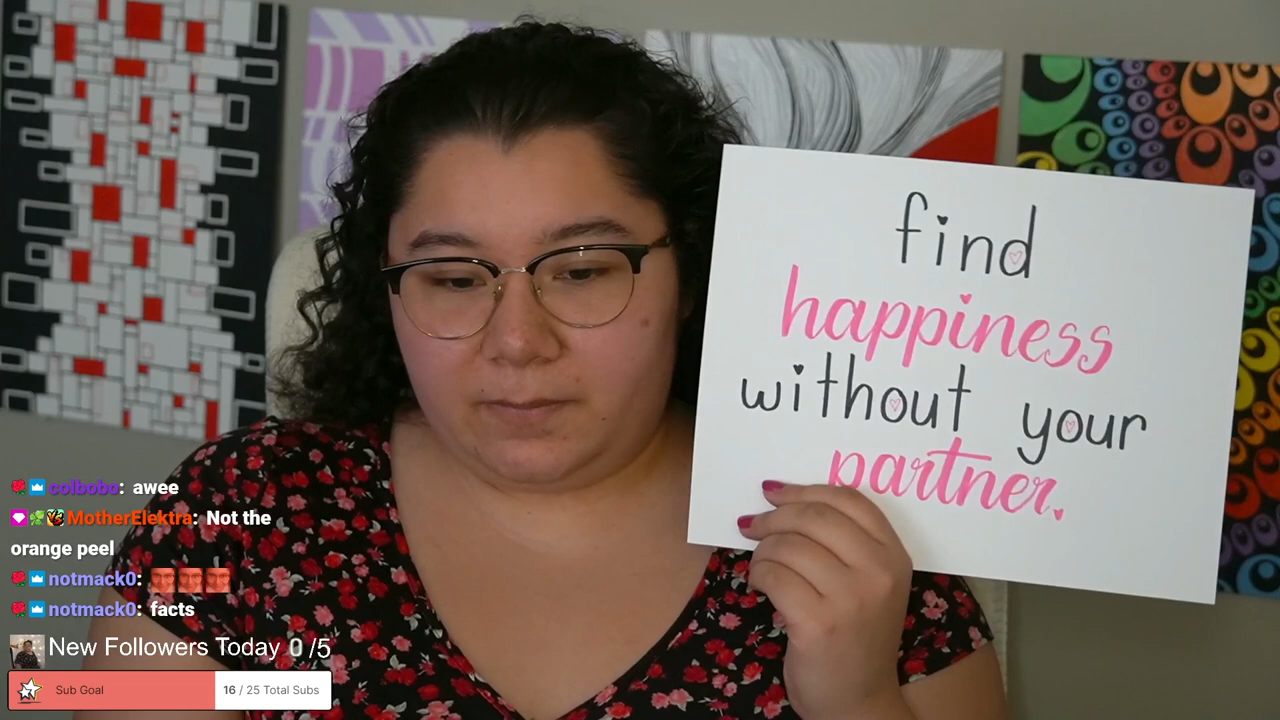 find
happiness
without your
partner.
colbobo: awee
MotherElektra: Not the
orange peel
notmack0:
notmack0: facts
New Followers Today 0 /5
Sub Goal
16 / 25 Total Subs